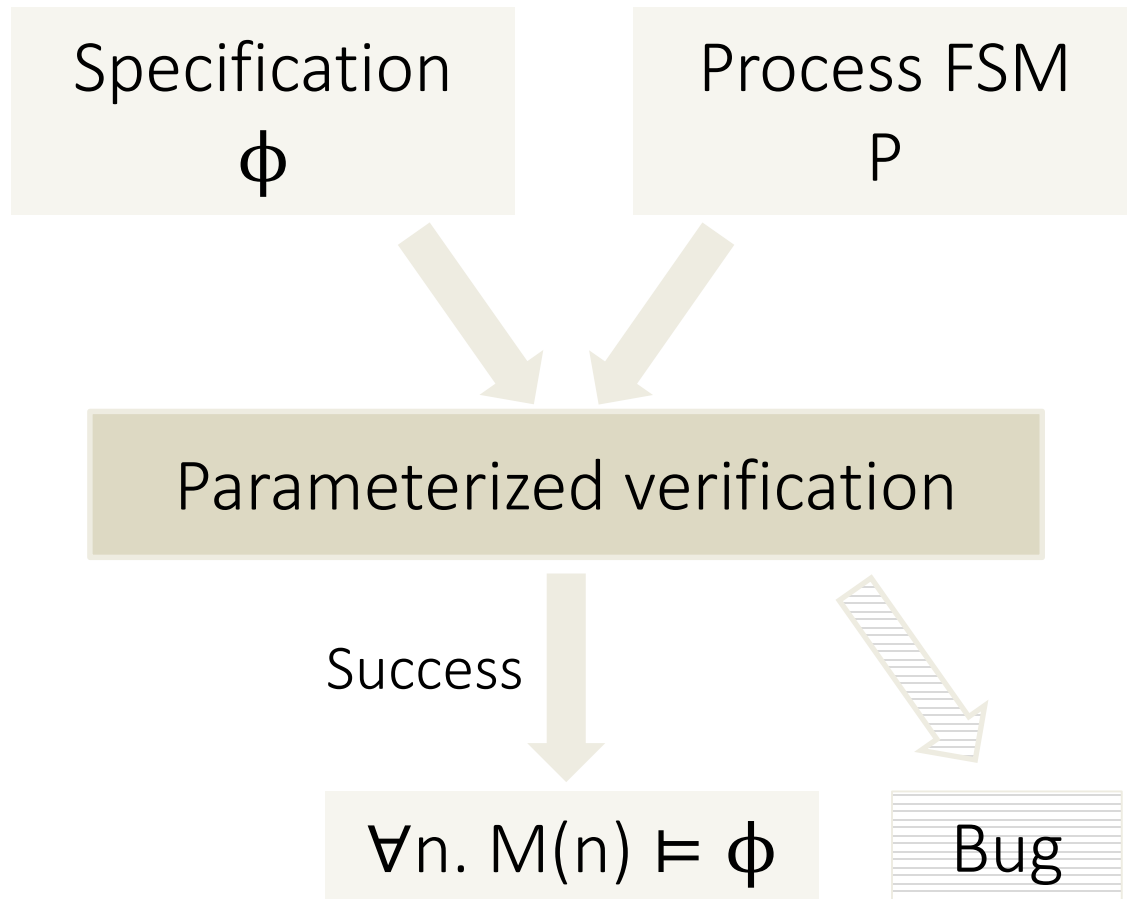 Specification
ϕ
Process FSM
P
Parameterized verification
Success
∀n. M(n) ⊨ ϕ
Bug